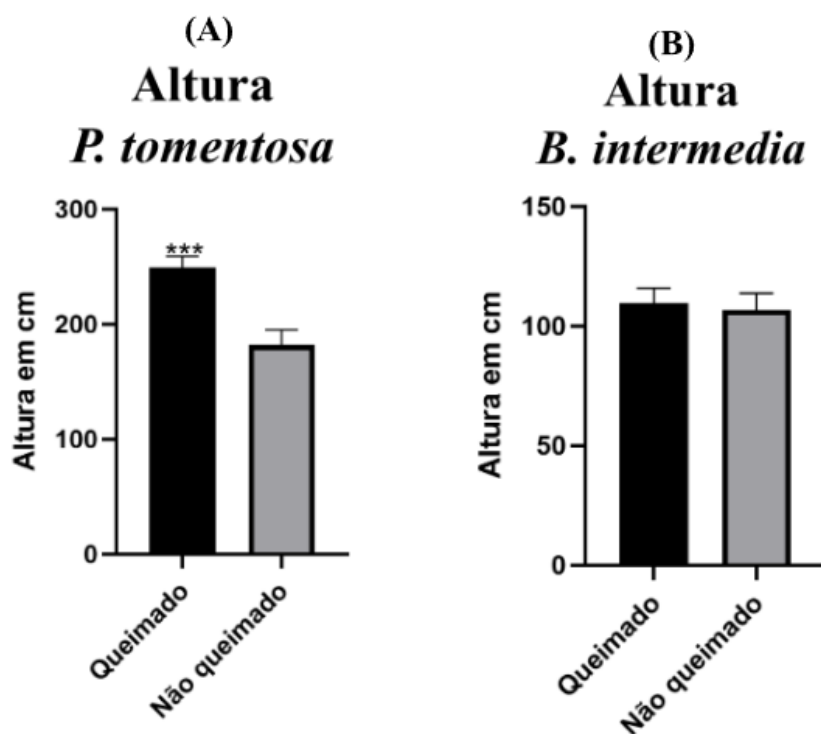 (A)
Altura
P. tomentosa
300
200
100
0
Altura em cm
***
Queimado
Não queimado
(B)
Altura
B. intermedia
150
100
50
0
Altura em cm
Queimado
Não queimado